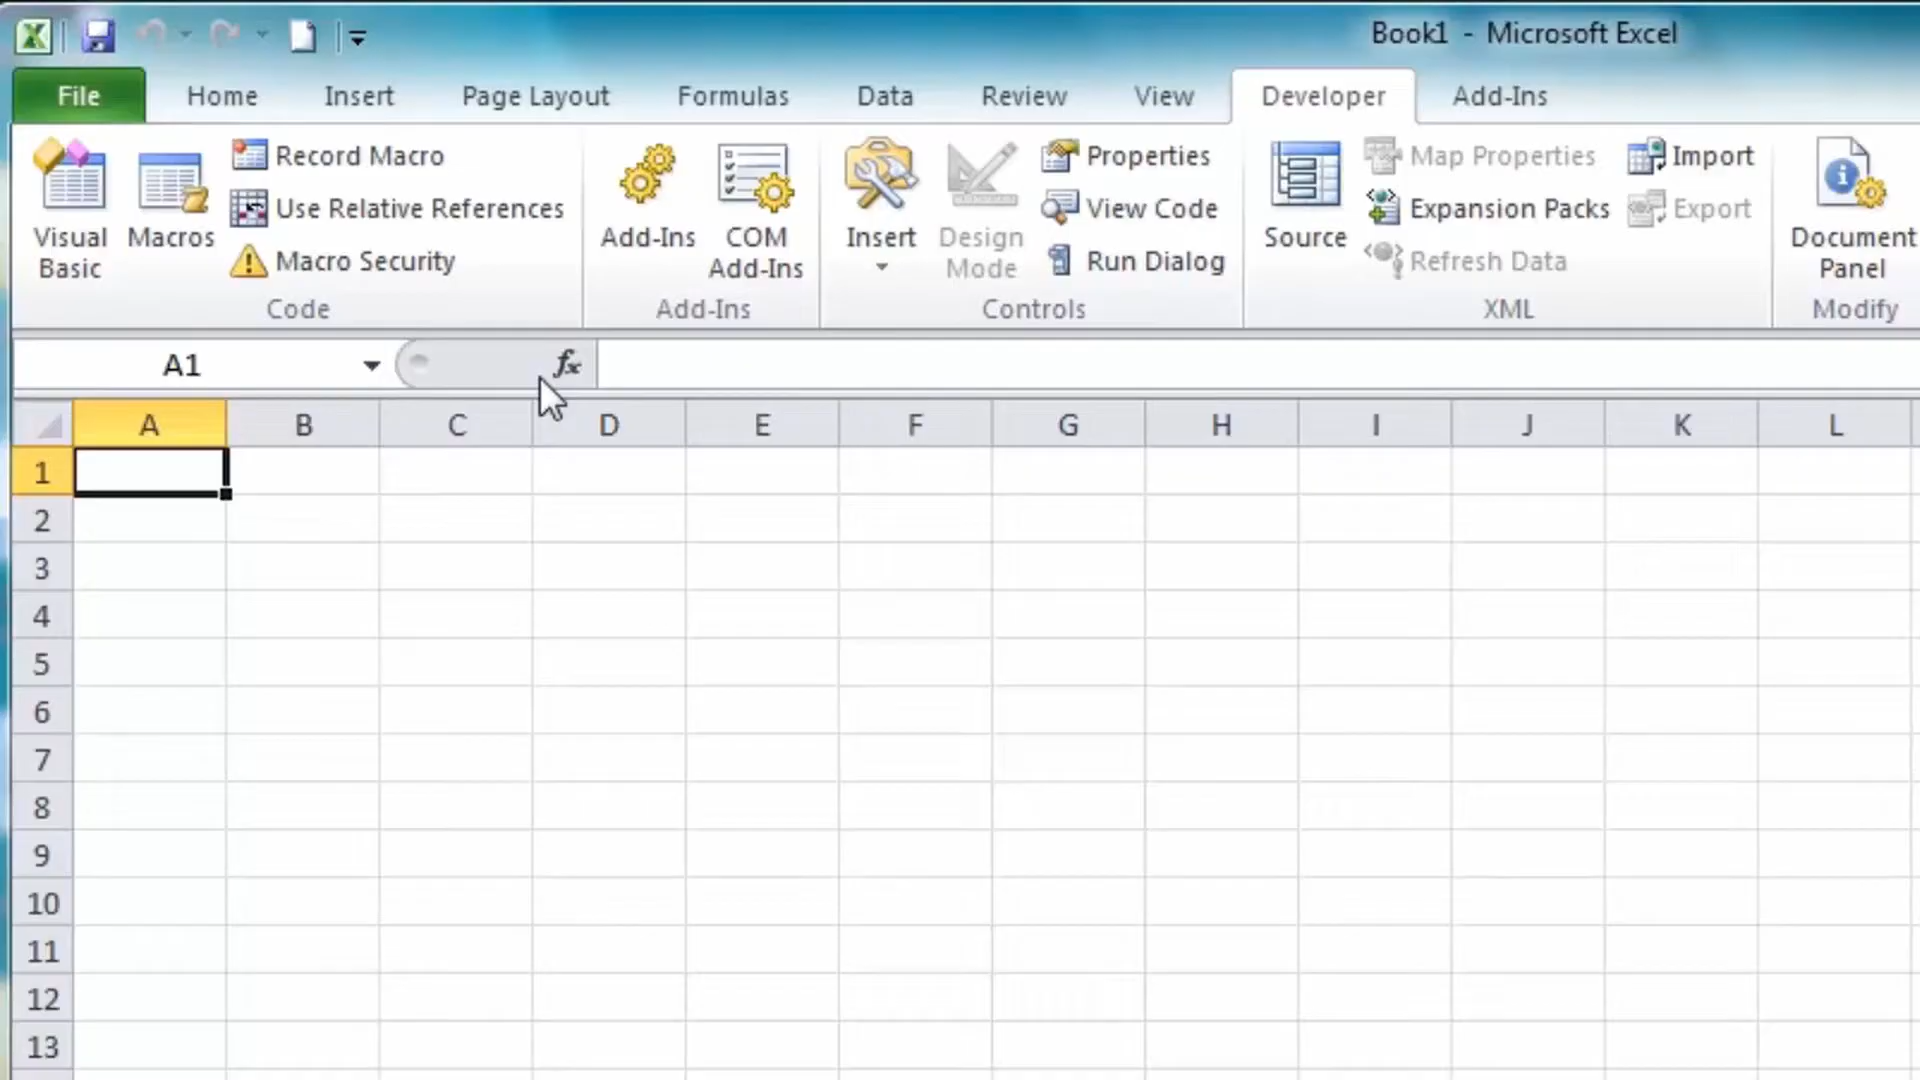 Book1 - Microsoft Excel
File Home Insert Page Layout Formulas Data Review View Developer Add-Ins
Visual Basic
Macros
Record Macro
Use Relative References
Macro Security
Code
Add-Ins
COM Add-Ins
Add-Ins
Insert
Design Mode
Properties
View Code
Run Dialog
Controls
Source
Map Properties
Expansion Packs
Refresh Data
Import
Export
XML
Document Panel
Modify
A1 fx
A B C D E F G H I J K L
1
2
3
4
5
6
7
8
9
10
11
12
13